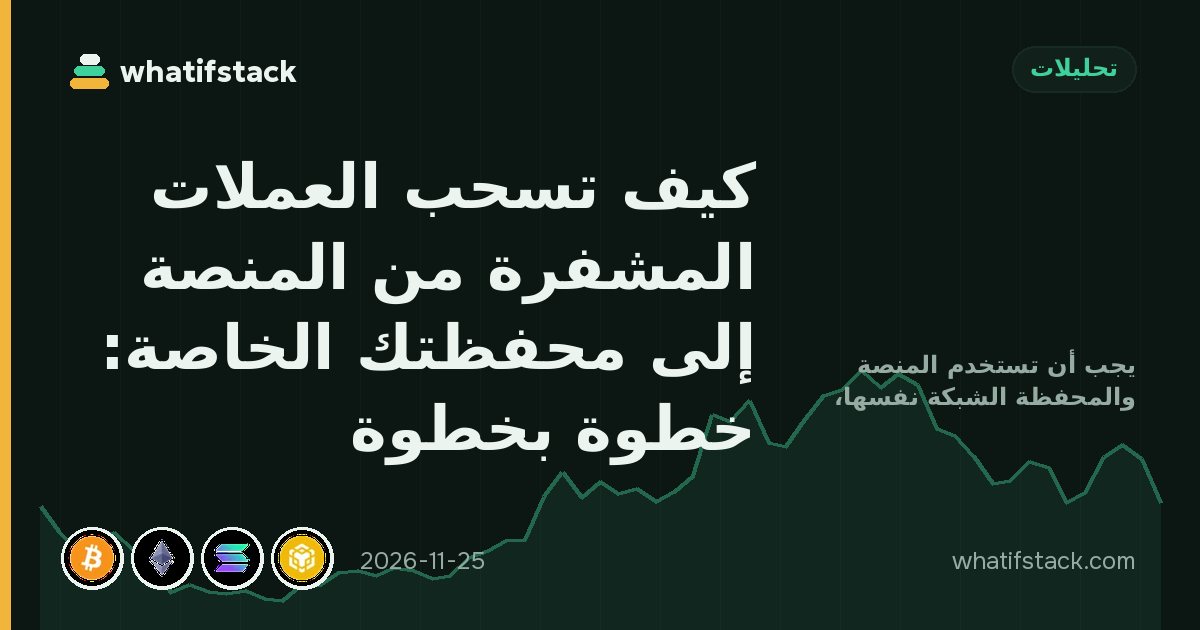 whatifstack
تحليلات
كيف تسحب العملات
المشفرة من المنصة
إلى محفظتك الخاصة:
خطوة بخطوة
يجب أن تستخدم المنصة
والمحفظة الشبكة نفسها،
2026-11-25
whatifstack.com